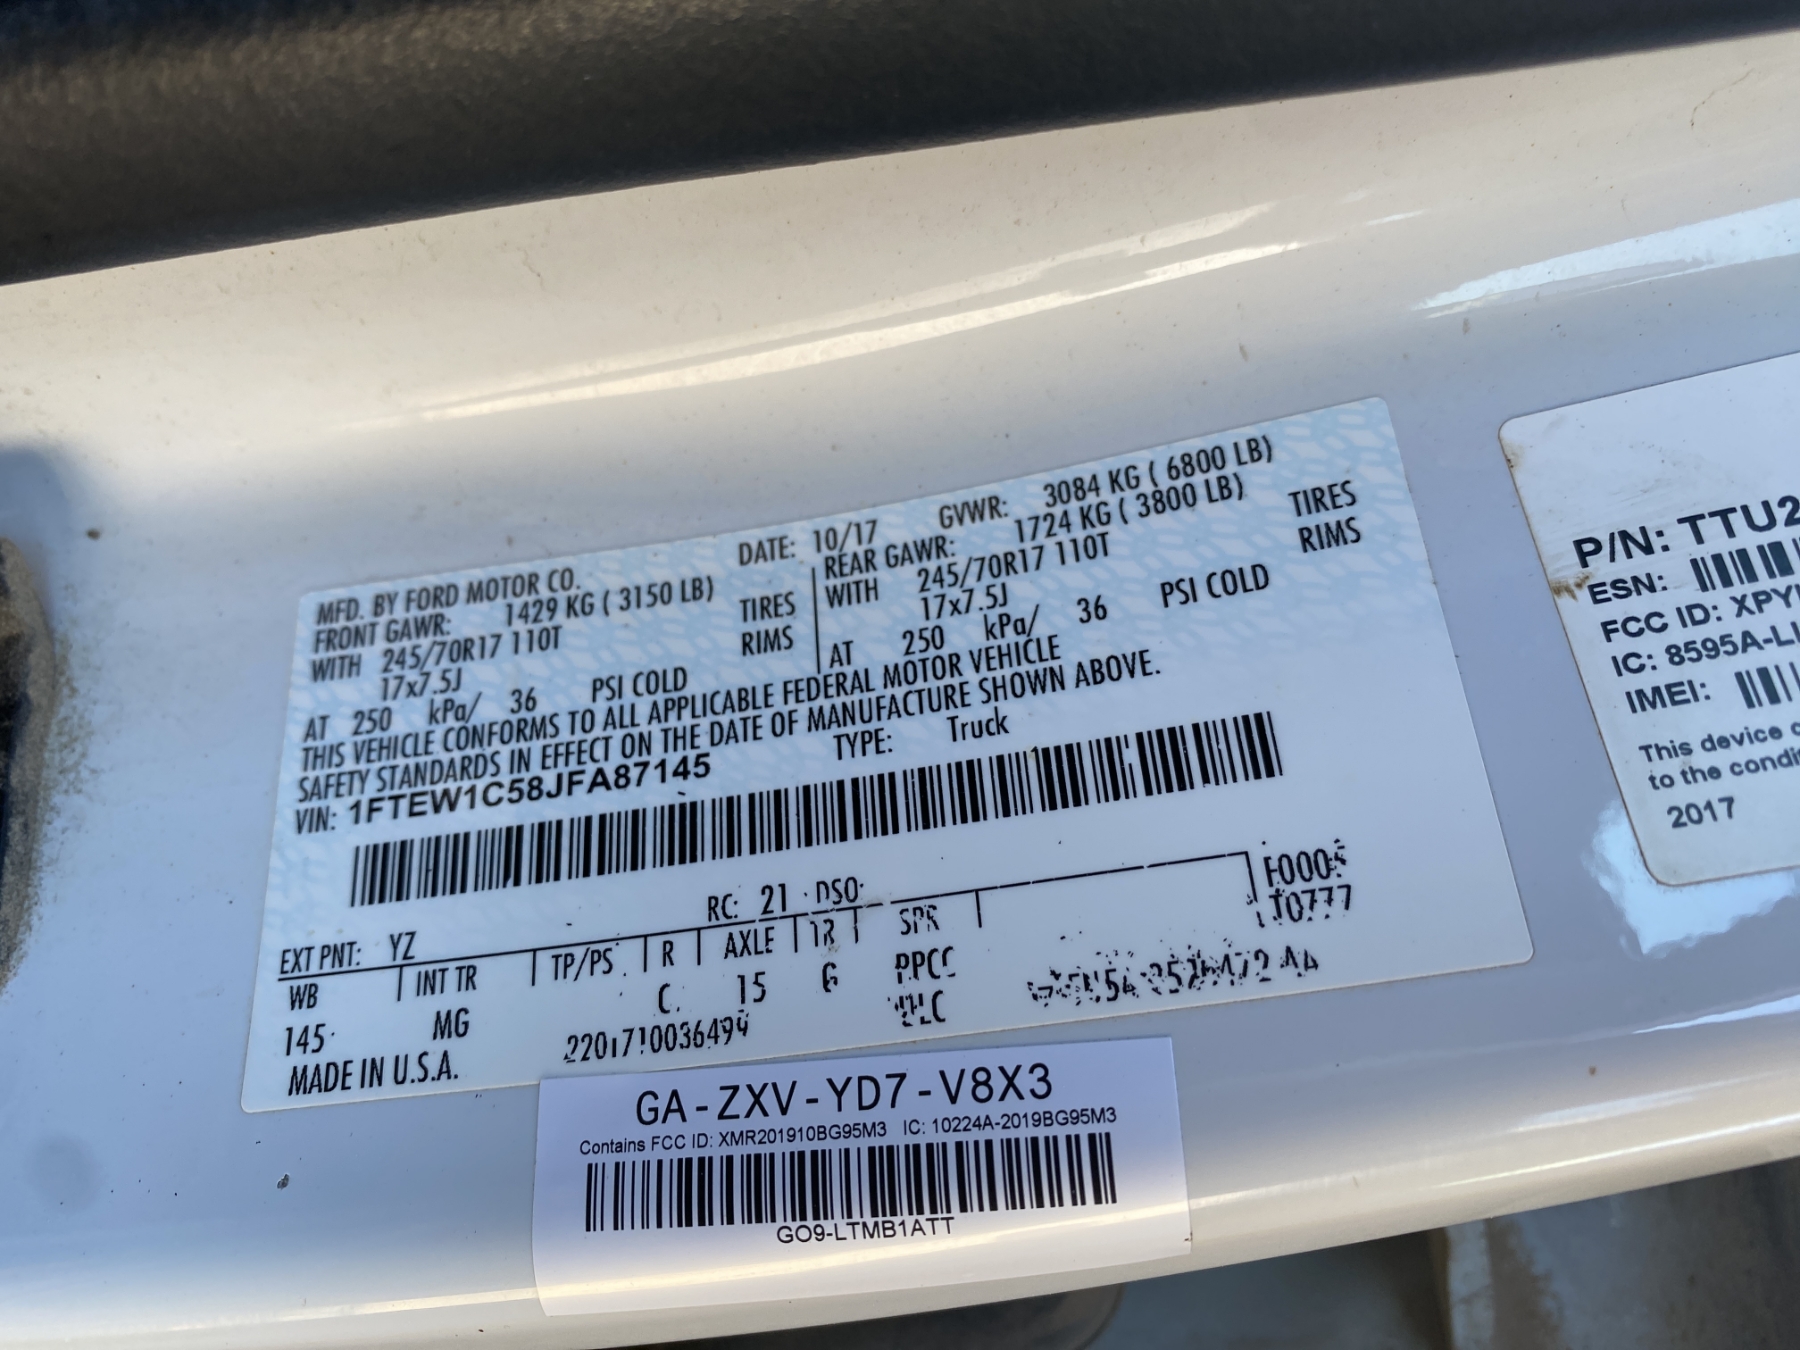 MFD. BY FORD MOTOR CO.
DATE: 10/17
GVWR: 3084 KG ( 6800 LB)
FRONT GAWR: 1429 KG ( 3150 LB)
REAR GAWR: 1724 KG ( 3800 LB)
WITH 245/70R17 110T TIRES
WITH 245/70R17 110T TIRES
17x7.5J RIMS
17x7.5J RIMS
AT 250 kPa/ 36 PSI COLD
AT 250 kPa/ 36 PSI COLD
THIS VEHICLE CONFORMS TO ALL APPLICABLE FEDERAL MOTOR VEHICLE
SAFETY STANDARDS IN EFFECT ON THE DATE OF MANUFACTURE SHOWN ABOVE.
VIN: 1FTEW1C58JFA87145
TYPE: Truck
EXT PNT: YZ RC: 21 DSO:
WB INT TR TP/PS R AXLE TR SPR
145 MG C 15 6
T0777
MADE IN U.S.A.
GA-ZXV-YD7-V8X3
Contains FCC ID: XMR201910BG95M3 IC: 10224A-2019BG95M3
GO9-LTMB1ATT
P/N: TTU2
ESN:
FCC ID: XPY
IC: 8595A-LI
IMEI:
This device
to the condi
2017